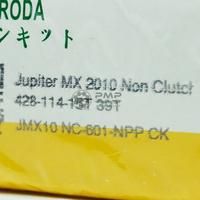 RODA
ンキット
Jupiter MX 2010 Non Clutch
428-114-15T 39T
PMP
JMX10 NC-601-NPP CK